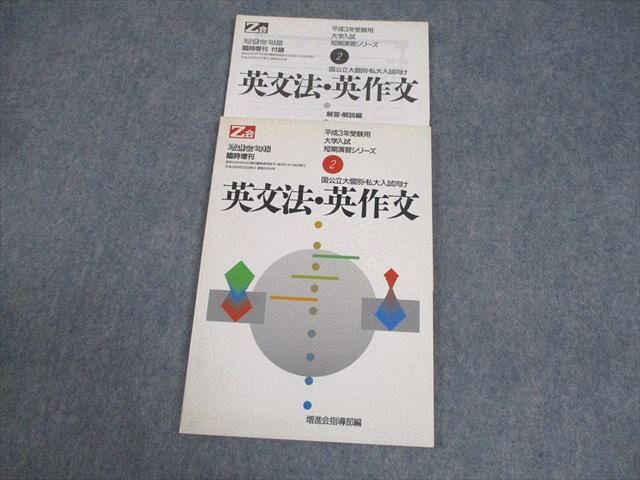 Z会
臨時増刊 付録
平成3年受験用
大学入試
短期演習シリーズ
2
国公立大個別・私大入試向け
英文法・英作文
解答・解説編
Z会
臨時増刊
平成3年受験用
大学入試
短期演習シリーズ
2
国公立大個別・私大入試向け
英文法・英作文
増進会指導部編